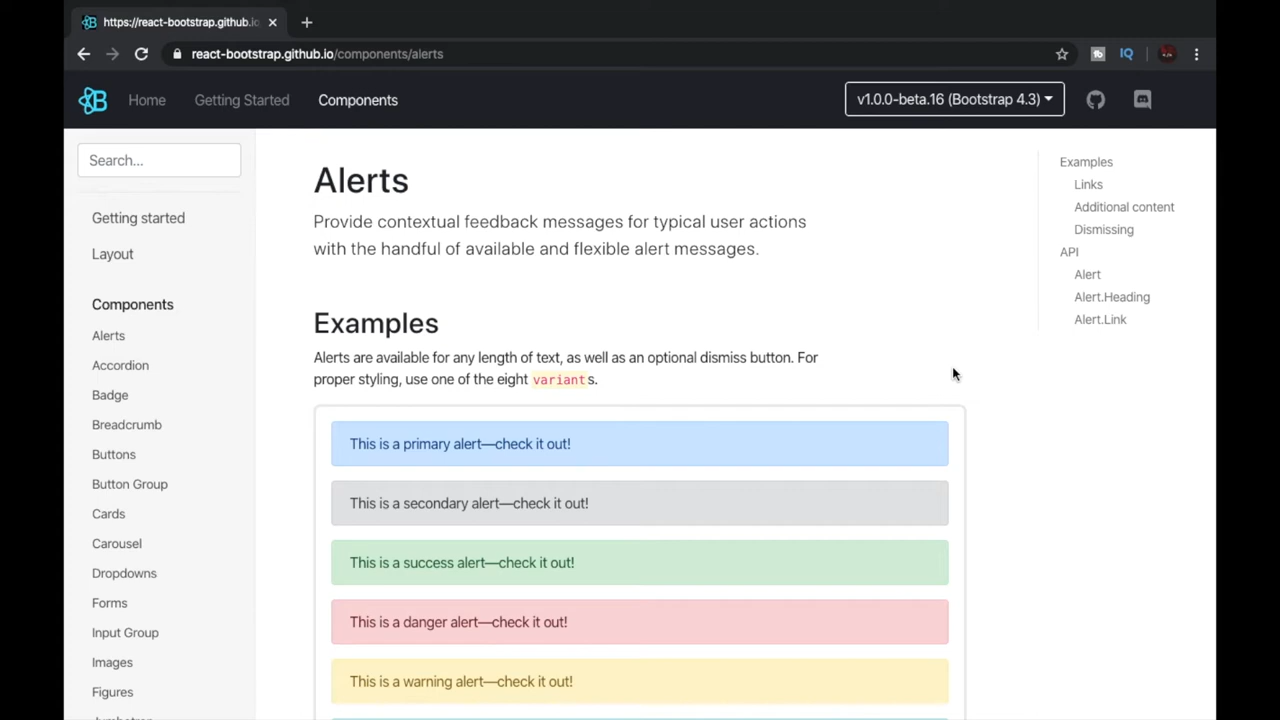 https://react-bootstrap.github.io
react-bootstrap.github.io/components/alerts
IQ
B
Home
Getting Started
Components
v1.0.0-beta.16 (Bootstrap 4.3)
Search...
Getting started
Layout
Components
Alerts
Accordion
Badge
Breadcrumb
Buttons
Button Group
Cards
Carousel
Dropdowns
Forms
Input Group
Images
Figures
Alerts
Provide contextual feedback messages for typical user actions
with the handful of available and flexible alert messages.
Examples
Alerts are available for any length of text, as well as an optional dismiss button. For
proper styling, use one of the eight variants.
This is a primary alert—check it out!
This is a secondary alert—check it out!
This is a success alert—check it out!
This is a danger alert—check it out!
This is a warning alert—check it out!
Examples
Links
Additional content
Dismissing
API
Alert
Alert.Heading
Alert.Link